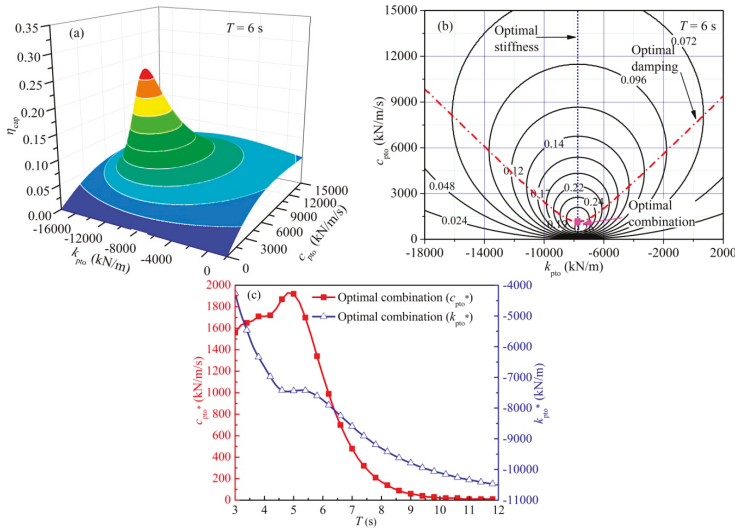 (a)
T = 6 s
0.35
0.30
0.25
0.20
0.15
0.10
0.05
0.00
η_cap
-16000
-12000
-8000
-4000
0
k_pto (kN/m)
0
3000
6000
9000
12000
15000
c_pto (kN/m/s)
(b)
T = 6 s
15000
12000
9000
6000
3000
0
c_pto (kN/m/s)
Optimal
stiffness
0.072
Optimal
damping
0.096
0.14
0.12
0.17
0.22
0.24
0.048
0.024
Optimal
combination
-18000
-14000
-10000
-6000
-2000
2000
k_pto (kN/m)
(c)
Optimal combination (c_pto*)
Optimal combination (k_pto*)
2000
1800
1600
1400
1200
1000
800
600
400
200
0
c_pto* (kN/m/s)
-4000
-5000
-6000
-7000
-8000
-9000
-10000
-11000
k_pto* (kN/m)
3 4 5 6 7 8 9 10 11 12
T (s)